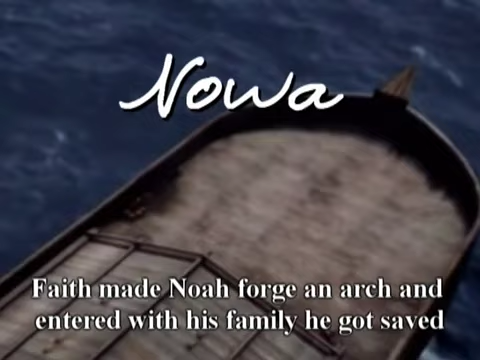 Nowa
Faith made Noah forge an arch and
entered with his family he got saved